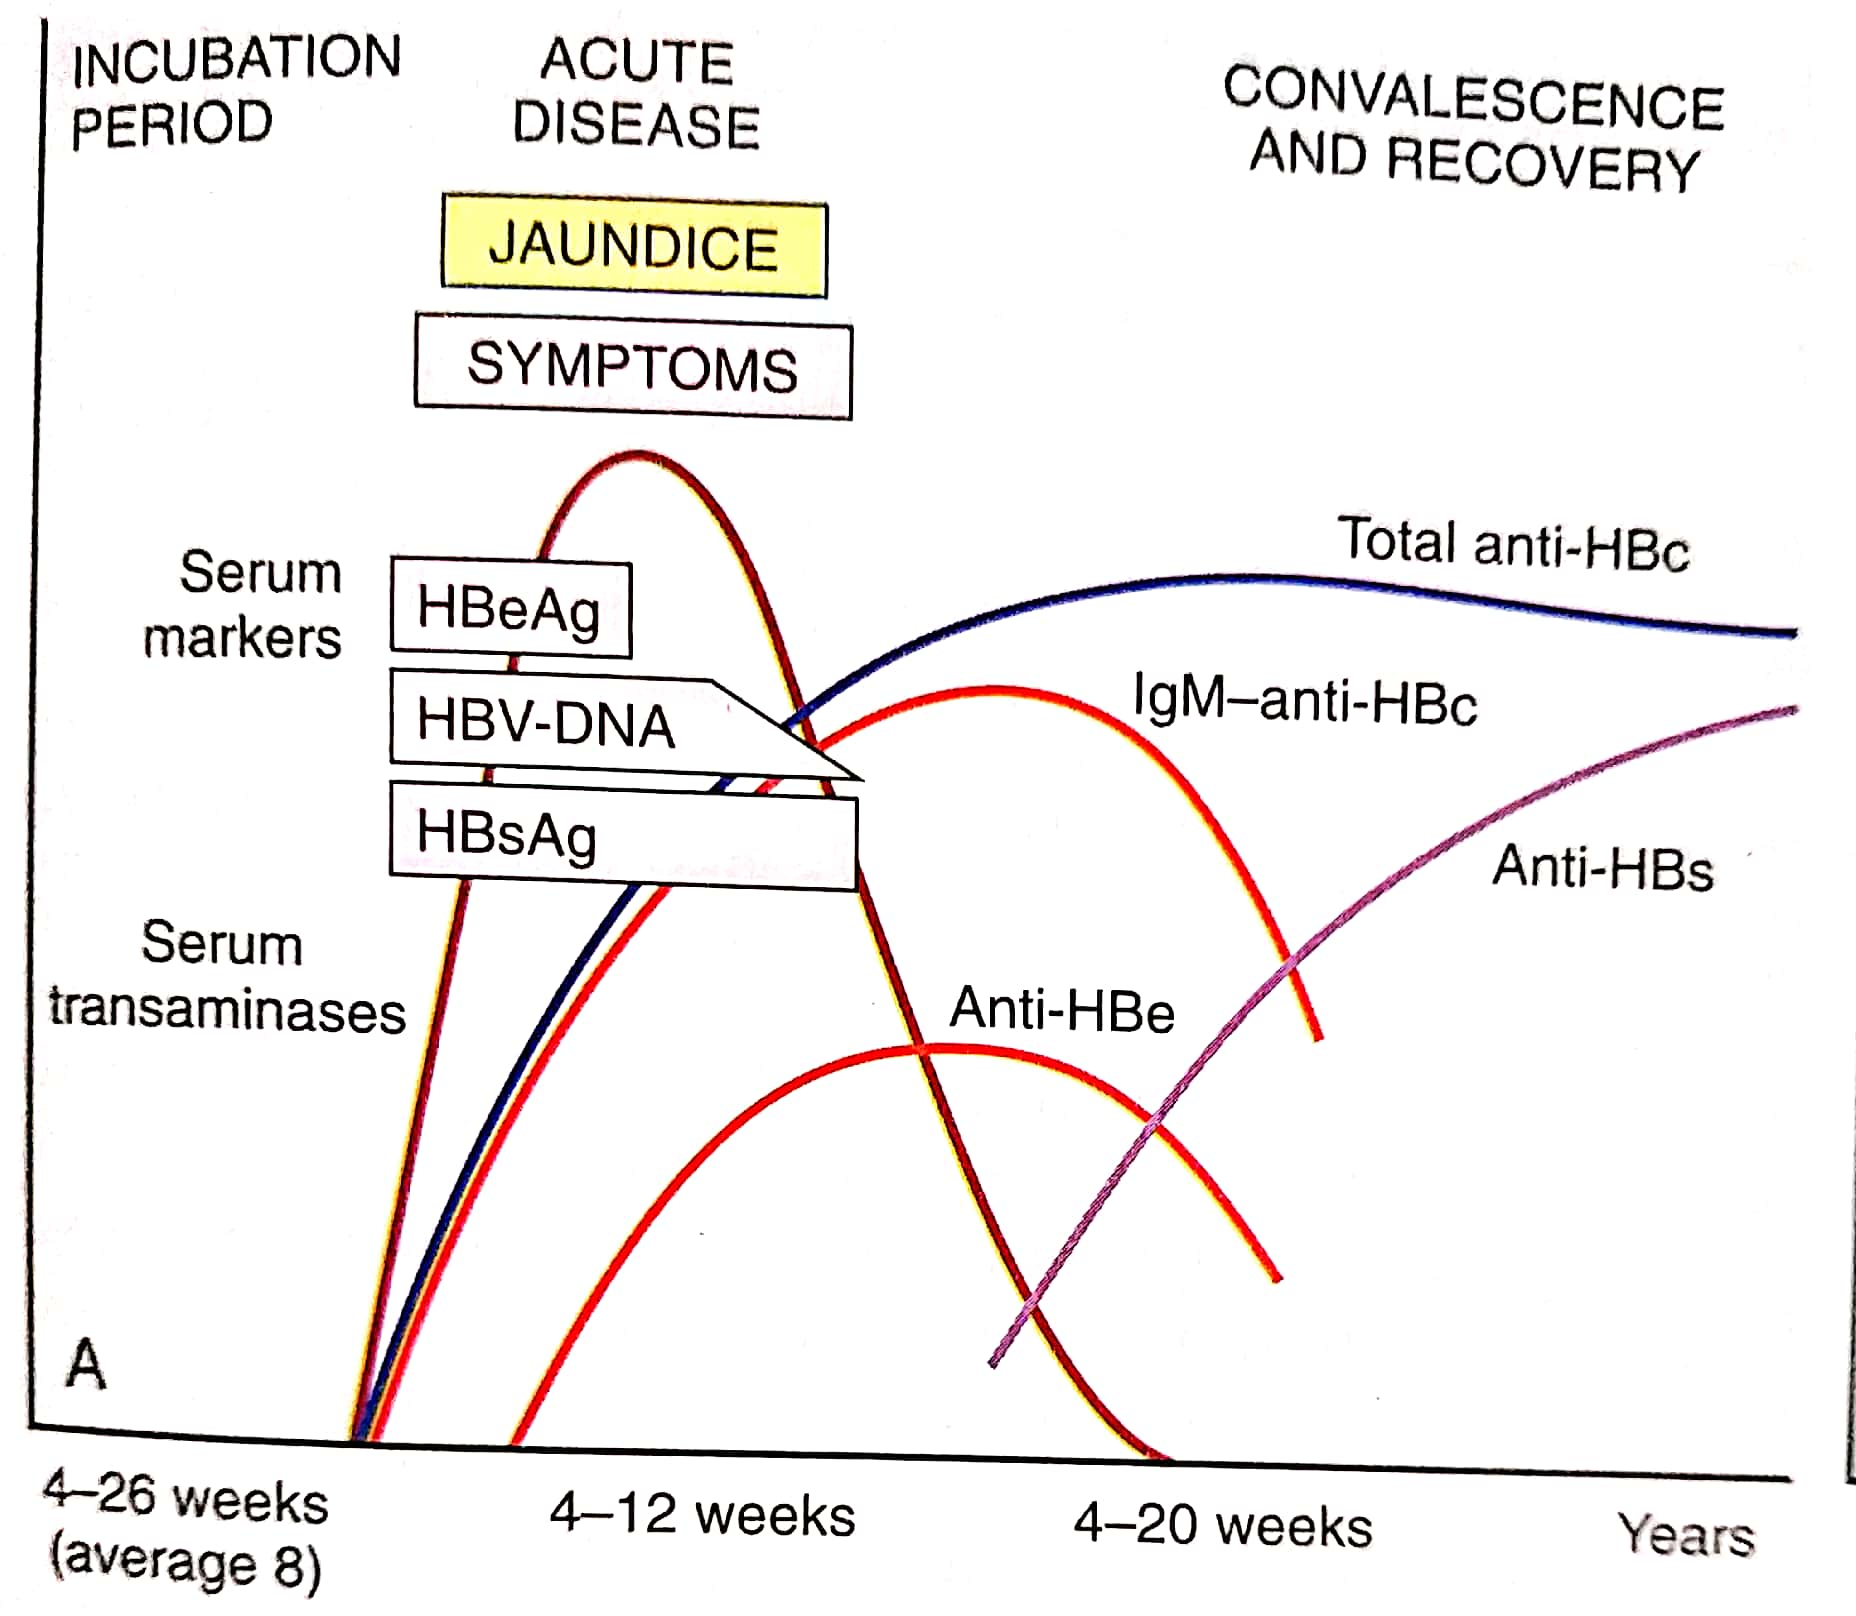 INCUBATION
PERIOD
ACUTE
DISEASE
CONVALESCENCE
AND RECOVERY
JAUNDICE
SYMPTOMS
Serum
markers
HBeAg
HBV-DNA
HBsAg
Total anti-HBc
IgM–anti-HBc
Anti-HBs
Serum
transaminases
Anti-HBe
A
4–26 weeks
(average 8)
4–12 weeks
4–20 weeks
Years